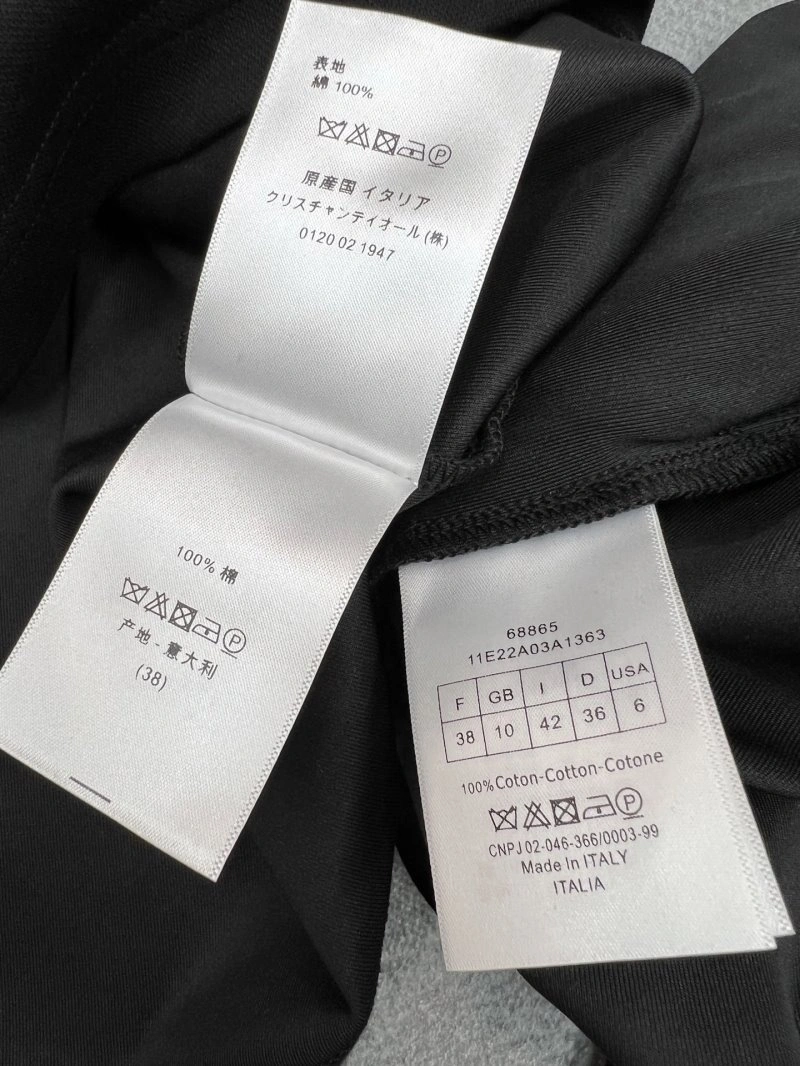 表地
綿 100%
原産国 イタリア
クリスチャンディオール (株)
0120 02 1947
100% 棉
产地 - 意大利
(38)
68865
11E22A03A1363
F GB I D USA
38 10 42 36 6
100% Coton-Cotton-Cotone
CNPJ 02-046-366/0003-99
Made In ITALY
ITALIA